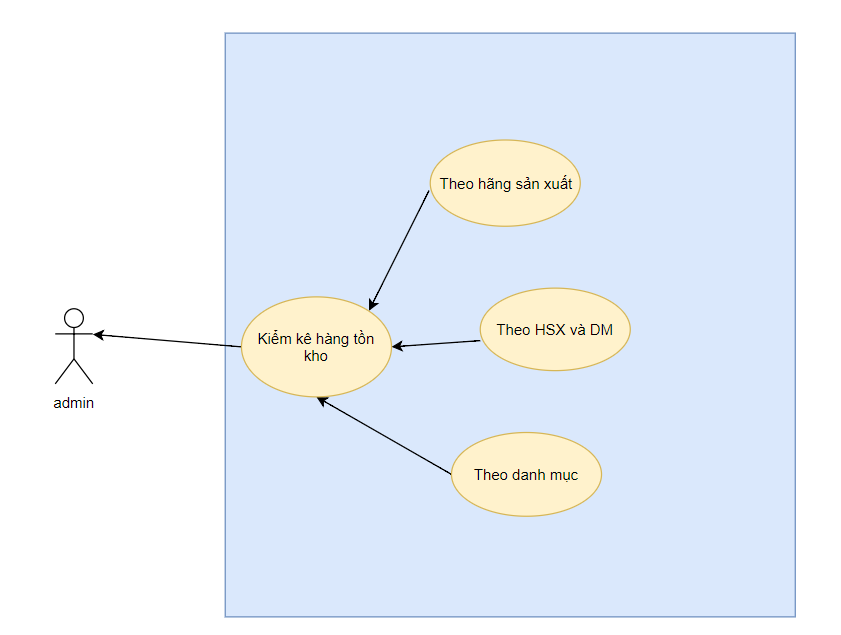 Theo hãng sản xuất
Theo HSX và DM
Kiểm kê hàng tồn
kho
admin
Theo danh mục